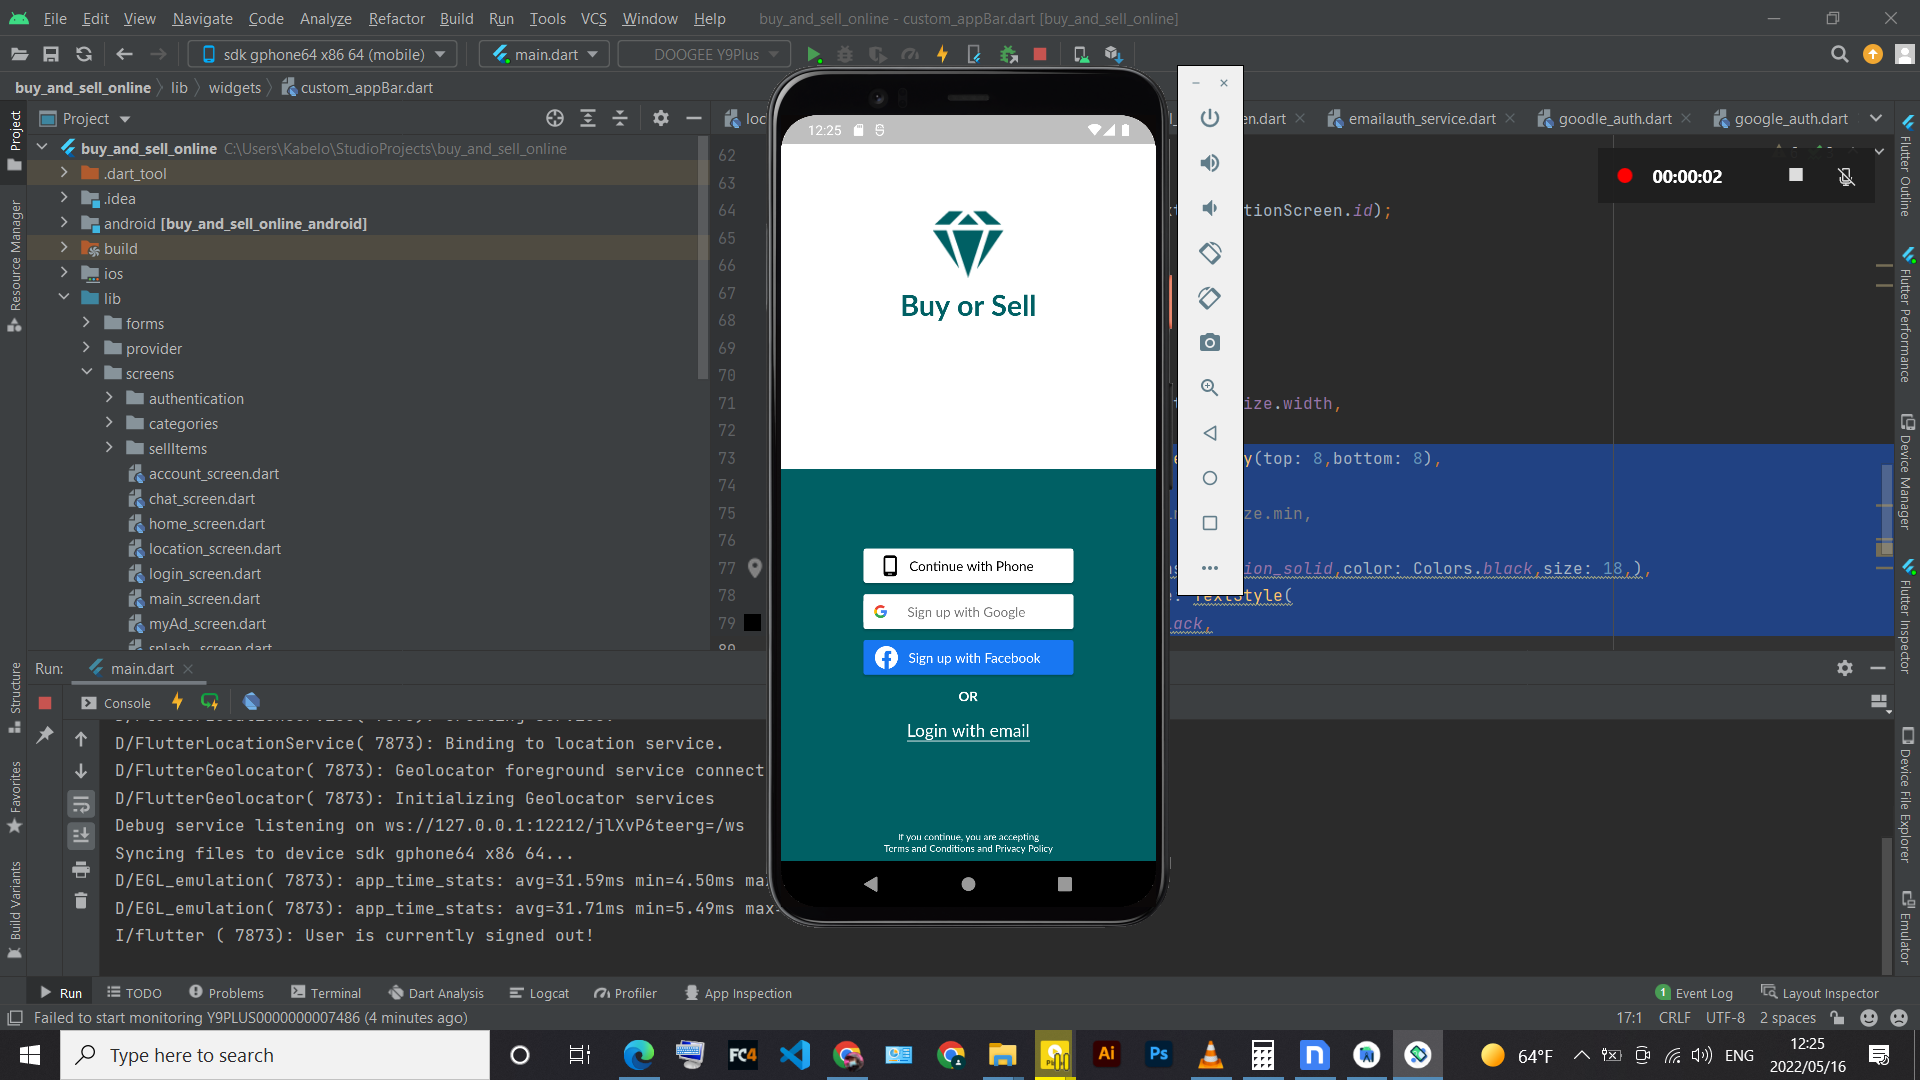 File Edit View Navigate Code Analyze Refactor Build Run Tools VCS Window Help buy_and_sell_online - custom_appBar.dart [buy_and_sell_online]
sdk gphone64 x86 64 (mobile) main.dart DOOGEE Y9Plus
buy_and_sell_online lib widgets custom_appBar.dart
Project
Resource Manager
Structure
Favorites
Build Variants
Project
buy_and_sell_online C:\Users\Kabelo\StudioProjects\buy_and_sell_online
.dart_tool
.idea
android [buy_and_sell_online_android]
build
ios
lib
forms
provider
screens
authentication
categories
sellItems
account_screen.dart
chat_screen.dart
home_screen.dart
location_screen.dart
login_screen.dart
main_screen.dart
myAd_screen.dart
splash_screen.dart
emailauth_service.dart goodle_auth.dart google_auth.dart
62
63
64 tionScreen.id);
65
66
67
68
69
70
71 ize.width,
72
73 y(top: 8,bottom: 8),
74
75 ze.min,
76
77 ion_solid,color: Colors.black,size: 18,),
78 TextStyle(
79 ack,
00:00:02
12:25
Buy or Sell
Continue with Phone
Sign up with Google
Sign up with Facebook
OR
Login with email
If you continue, you are accepting
Terms and Conditions and Privacy Policy
Flutter Outline
Flutter Performance
Device Manager
Flutter Inspector
Device File Explorer
Emulator
Run: main.dart
Console
D/FlutterLocationService( 7873): Creating service.
D/FlutterLocationService( 7873): Binding to location service.
D/FlutterGeolocator( 7873): Geolocator foreground service connect
D/FlutterGeolocator( 7873): Initializing Geolocator services
Debug service listening on ws://127.0.0.1:12212/jlXvP6teerg=/ws
Syncing files to device sdk gphone64 x86 64...
D/EGL_emulation( 7873): app_time_stats: avg=31.59ms min=4.50ms max
D/EGL_emulation( 7873): app_time_stats: avg=31.71ms min=5.49ms max
I/flutter ( 7873): User is currently signed out!
Run TODO Problems Terminal Dart Analysis Logcat Profiler App Inspection 1 Event Log Layout Inspector
Failed to start monitoring Y9PLUS0000000007486 (4 minutes ago) 17:1 CRLF UTF-8 2 spaces
Type here to search
FC4
Ai
Ps
64°F
ENG
12:25
2022/05/16